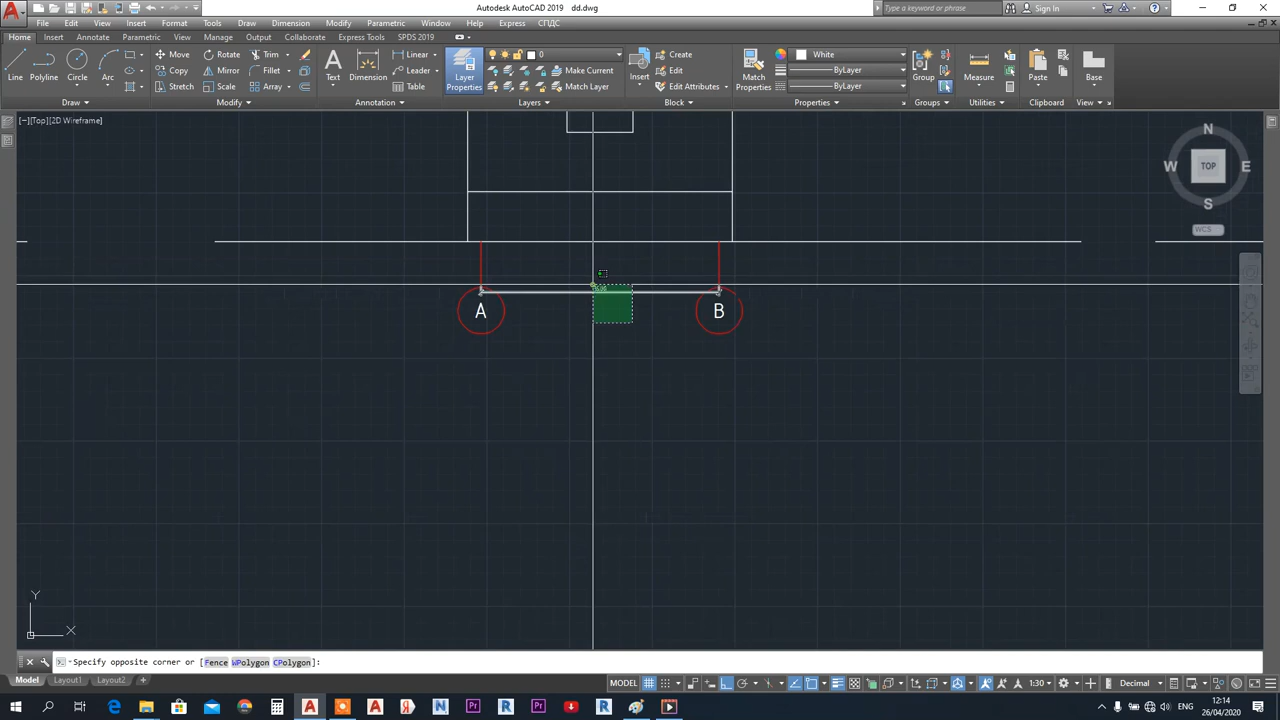 Autodesk AutoCAD 2019 dd.dwg
Type a keyword or phrase
Sign In
File Edit View Insert Format Tools Draw Dimension Modify Parametric Window Help Express СПДС
Home Insert Annotate Parametric View Manage Output Collaborate Express Tools SPDS 2019
Line Polyline Circle Arc
Move Rotate Trim
Copy Mirror Fillet
Stretch Scale Array
Text Dimension
Linear
Leader
Table
Layer Properties
0
Make Current
Match Layer
Insert
Create
Edit
Edit Attributes
Match Properties
White
ByLayer
ByLayer
Group
Measure
Paste
Base
Draw Modify Annotation Layers Block Properties Groups Utilities Clipboard View
[−][Top][2D Wireframe]
N
W TOP E
S
WCS
A B
Y
X
Specify opposite corner or [Fence WPolygon CPolygon]:
Model Layout1 Layout2 +
MODEL 1:30 Decimal
12:14
26/04/2020